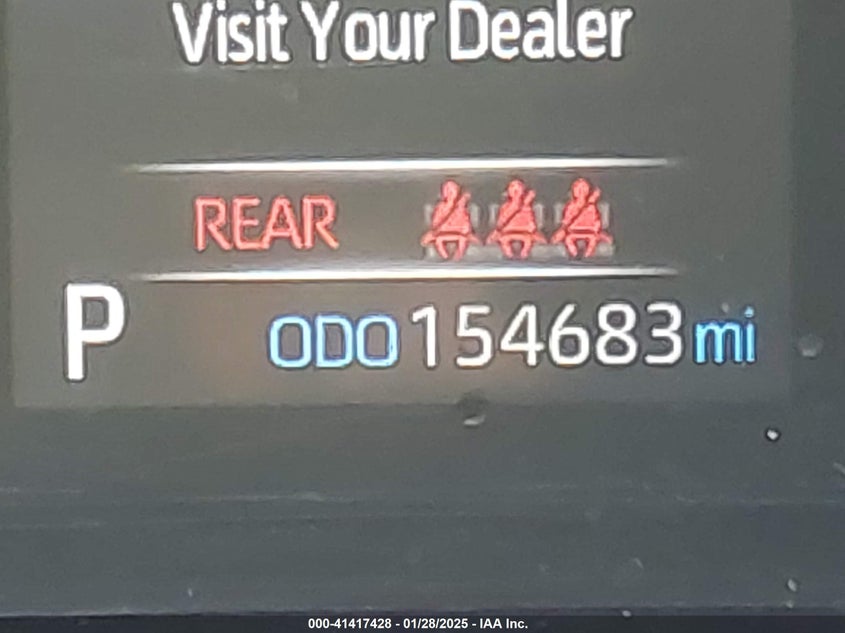 Visit Your Dealer
REAR
P ODO 154683 mi
000-41417428 - 01/28/2025 - IAA Inc.